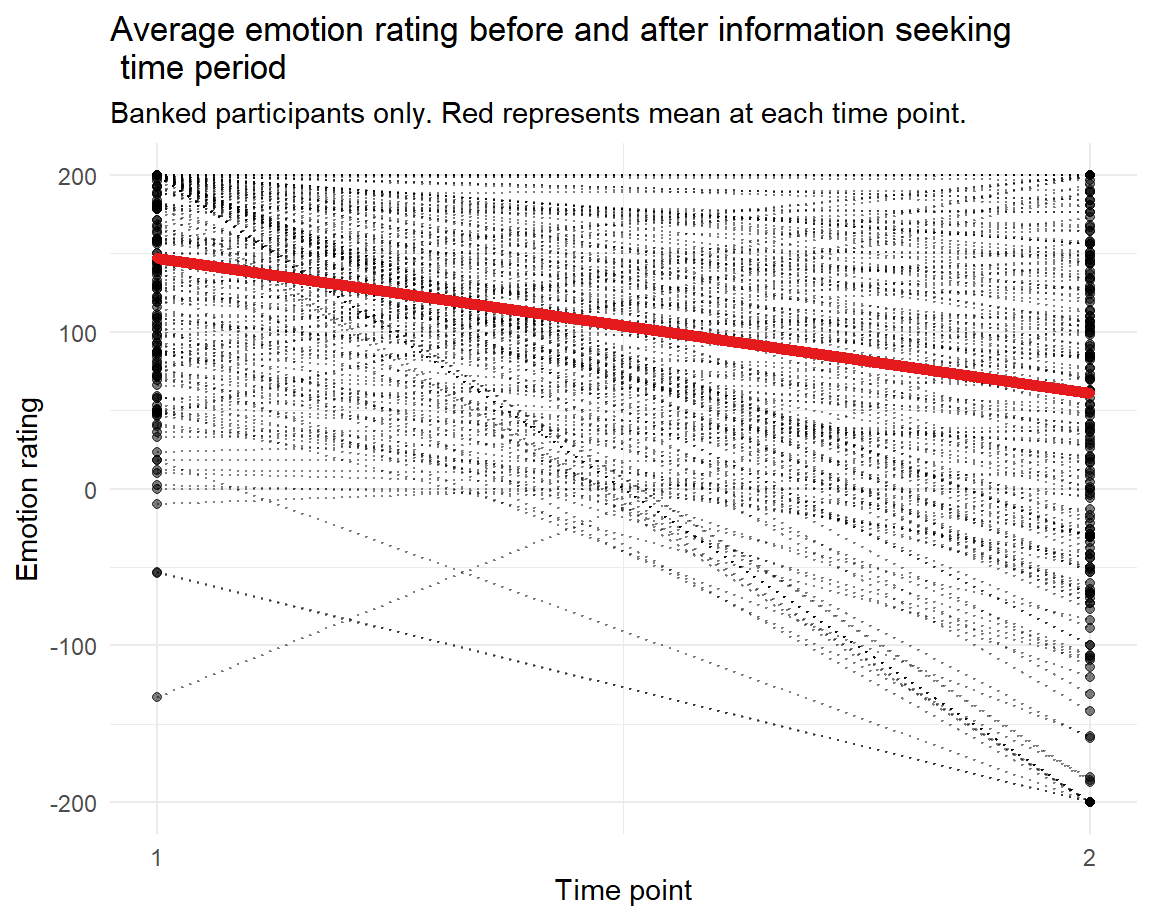 Average emotion rating before and after information seeking
time period
Banked participants only. Red represents mean at each time point.
200
100
0
-100
-200
Emotion rating
1
2
Time point